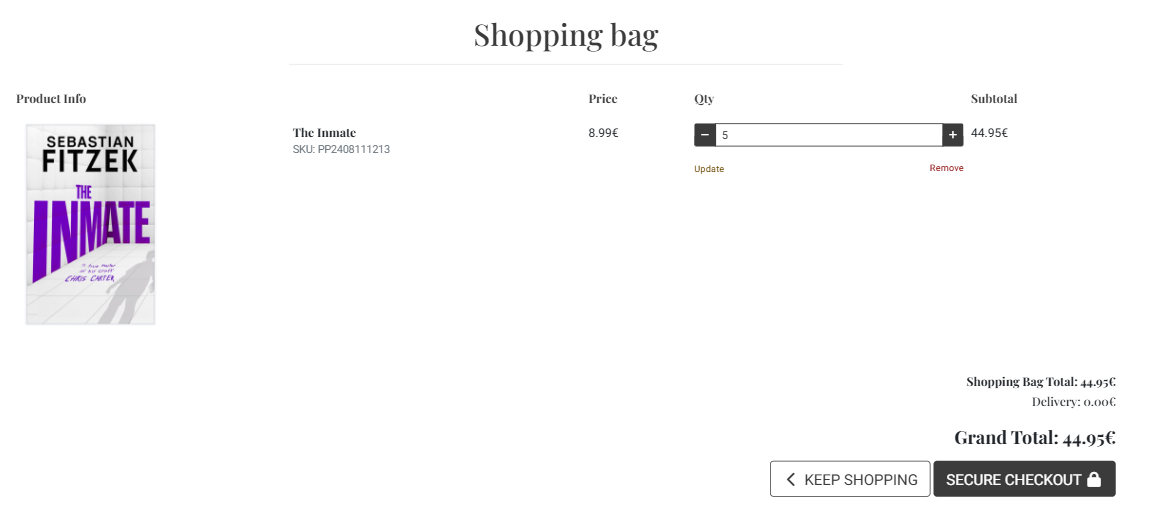 Shopping bag
Product Info Price Qty Subtotal
SEBASTIAN
FITZEK
THE
INMATE
CHRIS CARTER
The Inmate 8.99€ − 5 + 44.95€
SKU: PP2408111213
Update Remove
Shopping Bag Total: 44.95€
Delivery: 0.00€
Grand Total: 44.95€
KEEP SHOPPING SECURE CHECKOUT